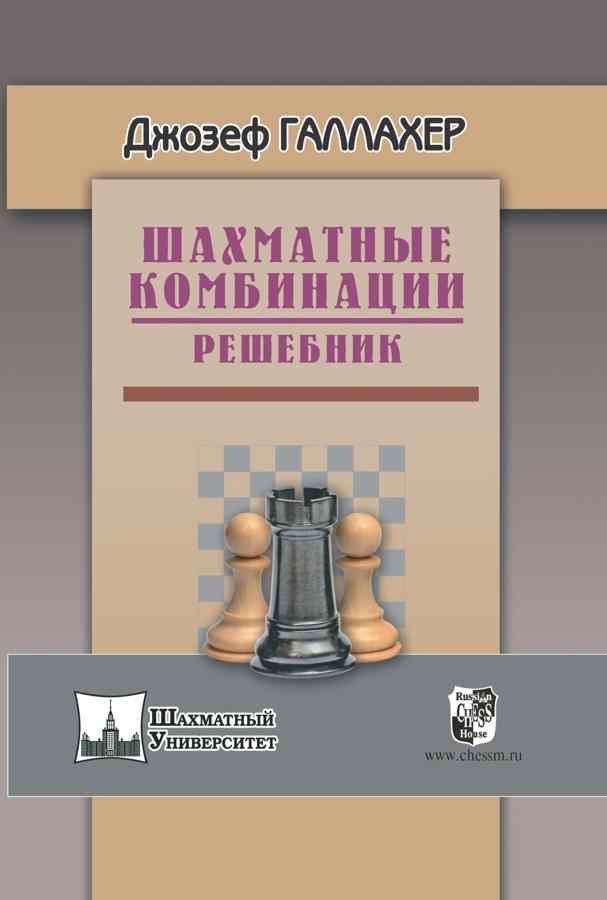 Джозеф ГАЛЛАХЕР
ШАХМАТНЫЕ
КОМБИНАЦИИ
РЕШЕБНИК
ШАХМАТНЫЙ
УНИВЕРСИТЕТ
Russian
CHESS
House
www.chessm.ru